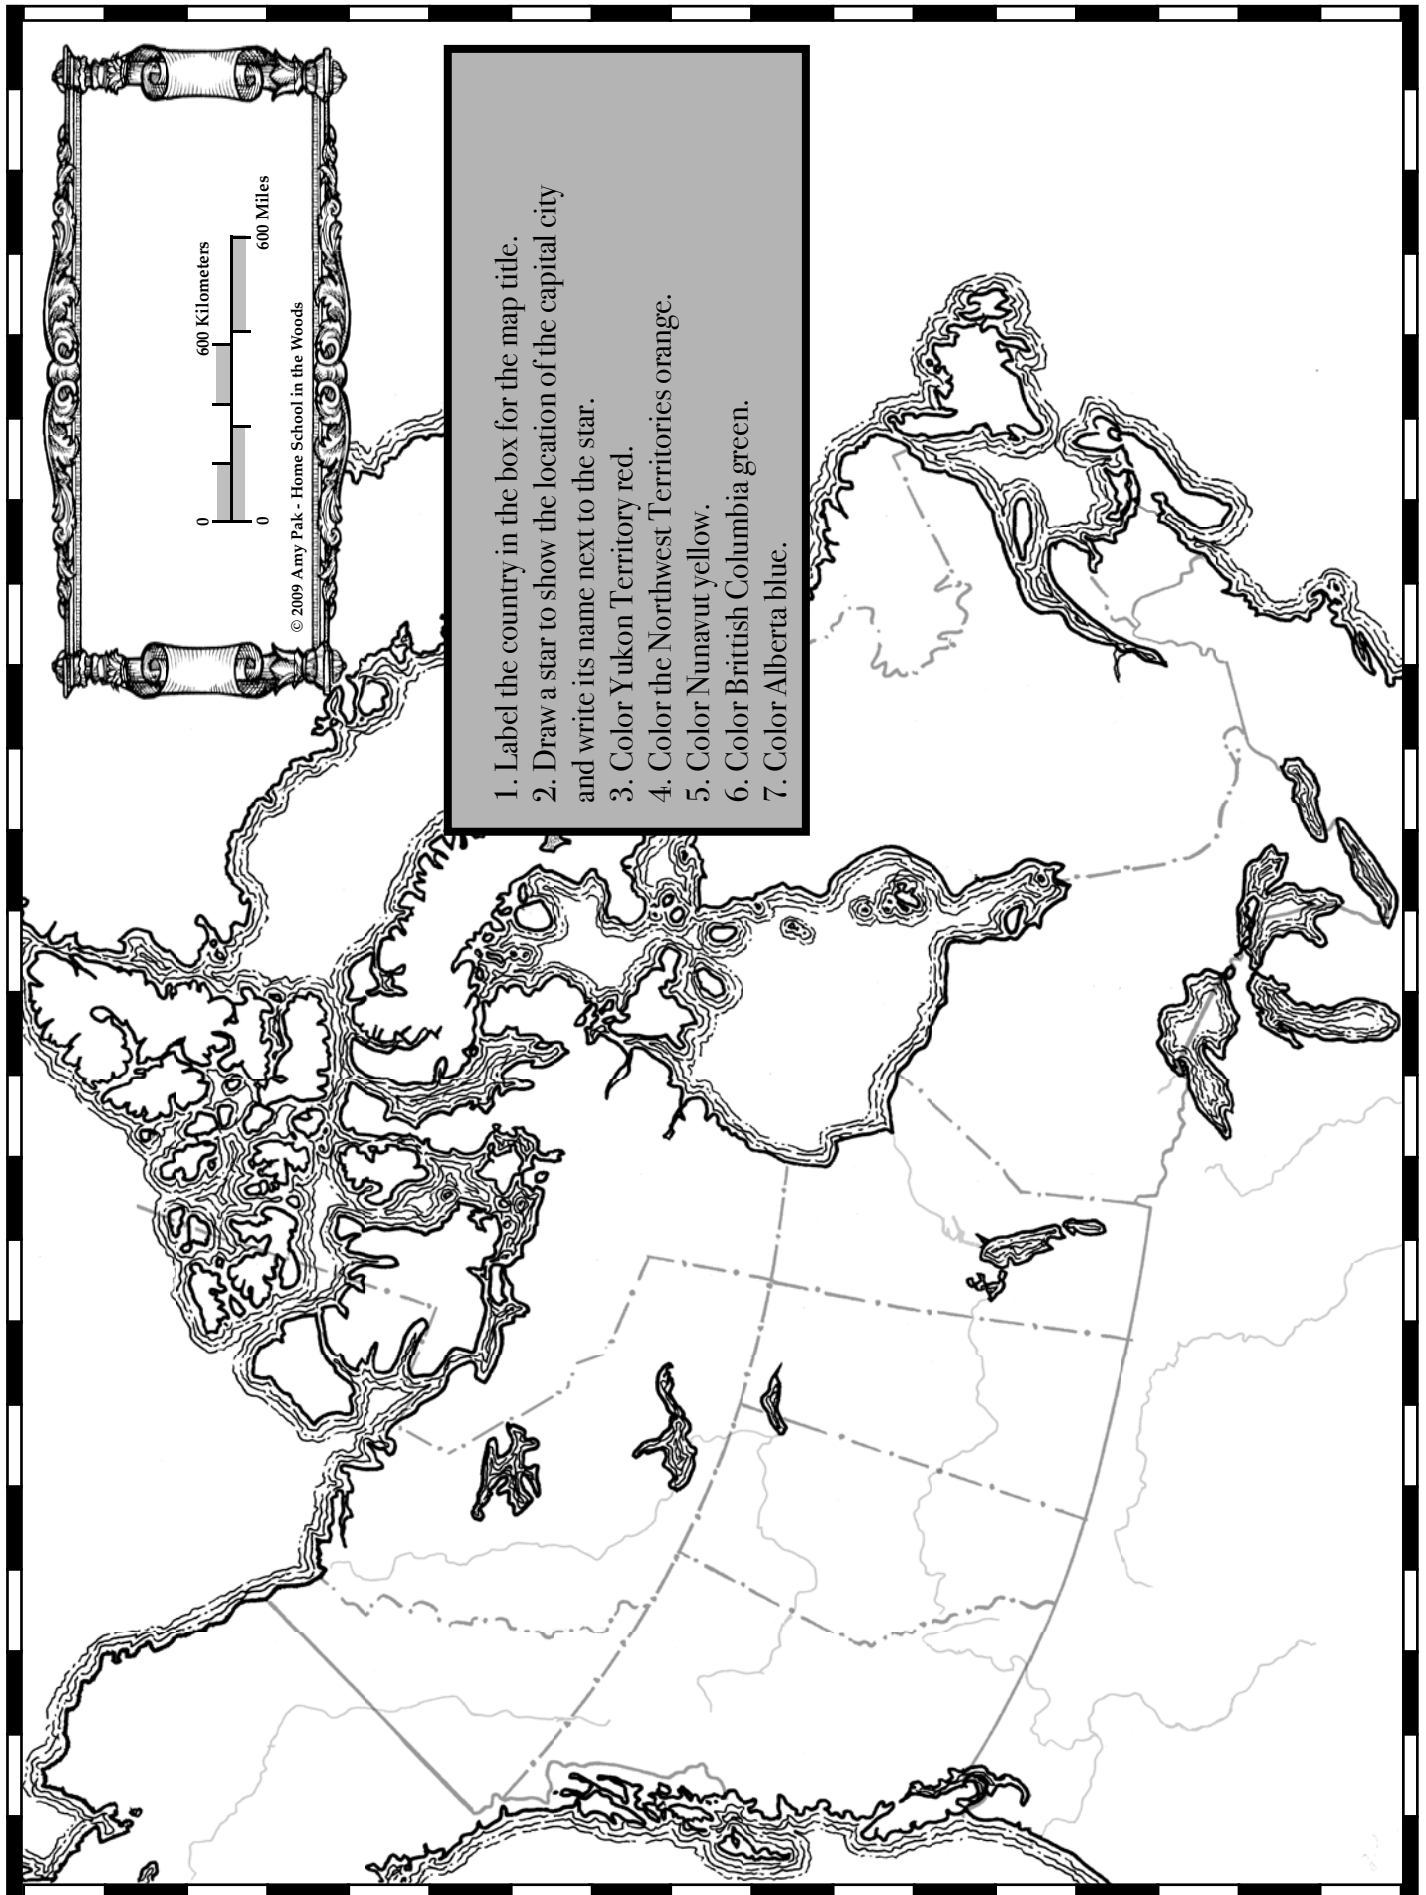 600 Kilometers
0
0
600 Miles
© 2009 Amy Pak - Home School in the Woods
1. Label the country in the box for the map title.
2. Draw a star to show the location of the capital city
and write its name next to the star.
3. Color Yukon Territory red.
4. Color the Northwest Territories orange.
5. Color Nunavut yellow.
6. Color Brittish Columbia green.
7. Color Alberta blue.